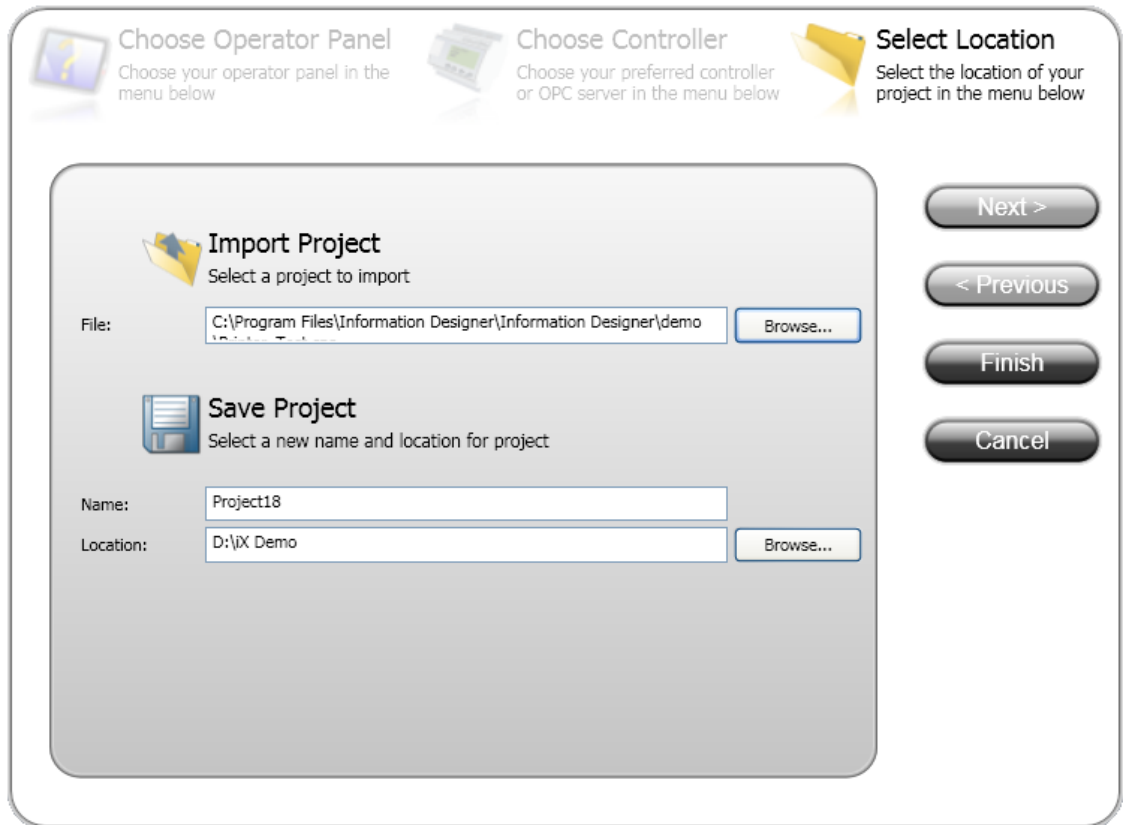 Choose Operator Panel
Choose your operator panel in the
menu below
Choose Controller
Choose your preferred controller
or OPC server in the menu below
Select Location
Select the location of your
project in the menu below
Import Project
Select a project to import
File:
C:\Program Files\Information Designer\Information Designer\demo
Browse...
Save Project
Select a new name and location for project
Name:
Project18
Location:
D:\iX Demo
Browse...
Next >
< Previous
Finish
Cancel